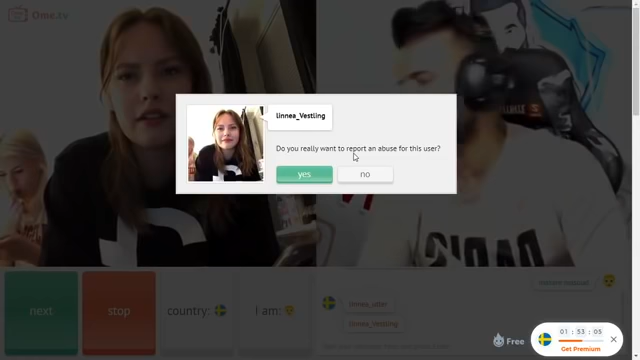 Ome.tv
linnea_Vestling
Do you really want to report an abuse for this user?
yes
no
next
stop
country:
I am:
linnea_Vestling
Free
01 : 53 : 05
Get Premium